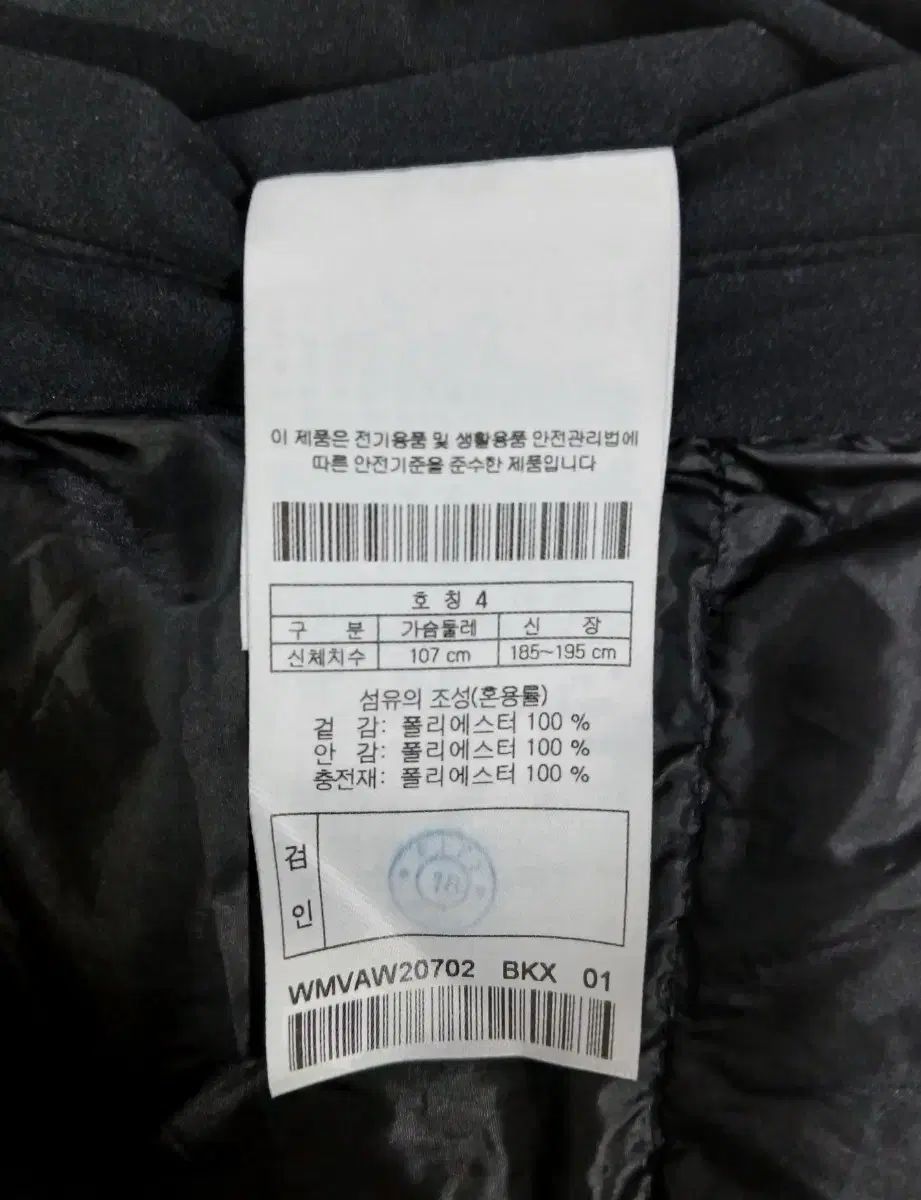 이 제품은 전기용품 및 생활용품 안전관리법에
따른 안전기준을 준수한 제품입니다
호 칭 4
구 분 가슴둘레 신 장
신체치수 107 cm 185~195 cm
섬유의 조성(혼용률)
겉 감: 폴리에스터 100 %
안 감: 폴리에스터 100 %
충전재: 폴리에스터 100 %
검
인
18
WMVAW20702 BKX 01